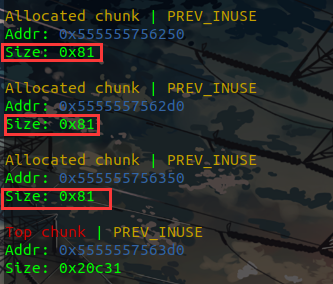 Allocated chunk | PREV_INUSE
Addr: 0x555555756250
Size: 0x81
Allocated chunk | PREV_INUSE
Addr: 0x5555557562d0
Size: 0x81
Allocated chunk | PREV_INUSE
Addr: 0x555555756350
Size: 0x81
Top chunk | PREV_INUSE
Addr: 0x5555557563d0
Size: 0x20c31